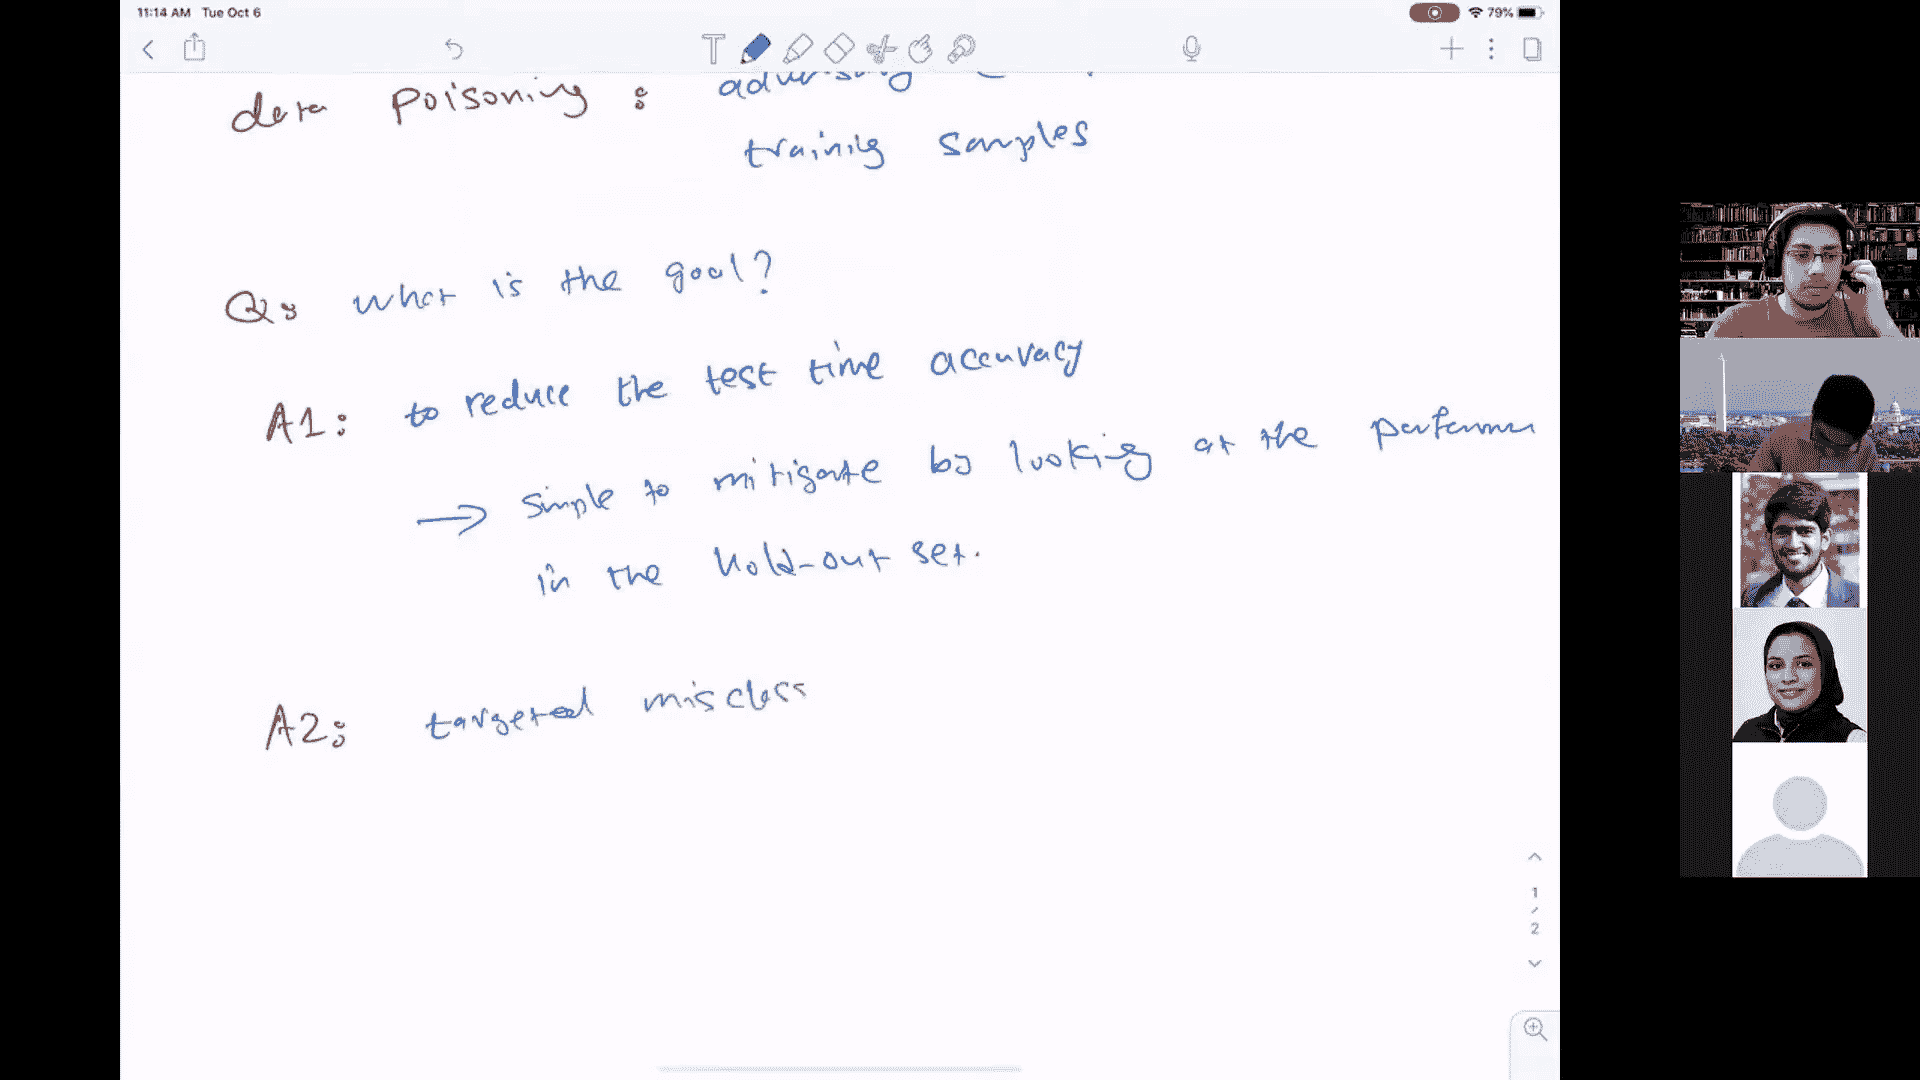 11:14 AM Tue Oct 6
79%
T
data poisoning :
training samples
Q: what is the goal?
A1: to reduce the test time accuracy
→ simple to mitigate by looking at the
in the hold-out set.
A2: targeted misclass
1
/
2